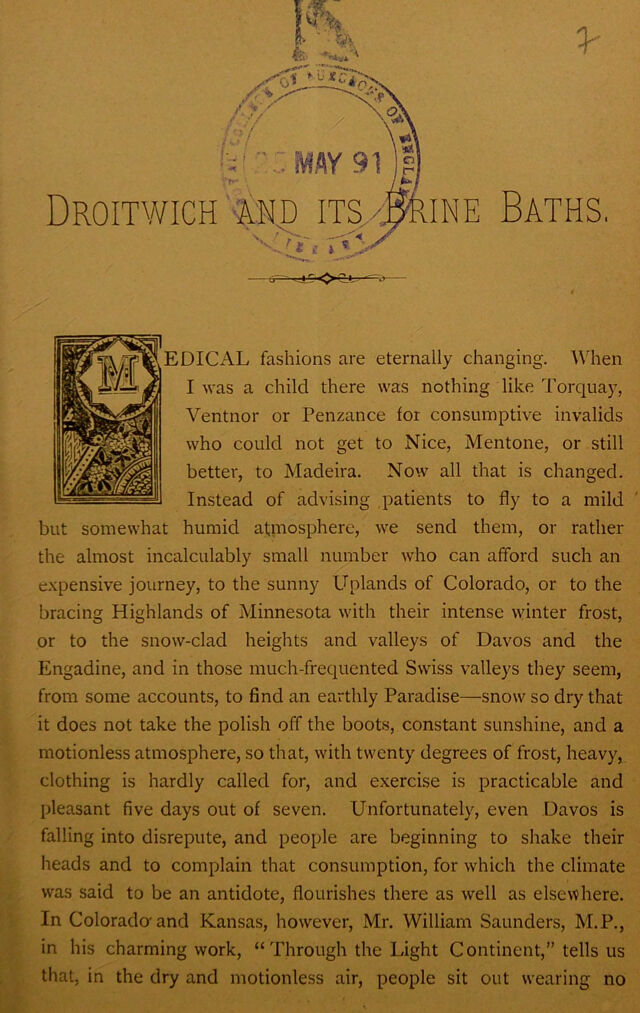 7
ROYAL COLLEGE OF SURGEONS OF ENGLAND
25 MAY 91
LIBRARY
DROITWICH AND ITS BRINE BATHS.
MEDICAL fashions are eternally changing. When
I was a child there was nothing like Torquay,
Ventnor or Penzance for consumptive invalids
who could not get to Nice, Mentone, or still
better, to Madeira. Now all that is changed.
Instead of advising patients to fly to a mild
but somewhat humid atmosphere, we send them, or rather
the almost incalculably small number who can afford such an
expensive journey, to the sunny Uplands of Colorado, or to the
bracing Highlands of Minnesota with their intense winter frost,
or to the snow-clad heights and valleys of Davos and the
Engadine, and in those much-frequented Swiss valleys they seem,
from some accounts, to find an earthly Paradise—snow so dry that
it does not take the polish off the boots, constant sunshine, and a
motionless atmosphere, so that, with twenty degrees of frost, heavy,
clothing is hardly called for, and exercise is practicable and
pleasant five days out of seven. Unfortunately, even Davos is
falling into disrepute, and people are beginning to shake their
heads and to complain that consumption, for which the climate
was said to be an antidote, flourishes there as well as elsewhere.
In Colorado and Kansas, however, Mr. William Saunders, M.P.,
in his charming work, “Through the Light Continent,” tells us
that, in the dry and motionless air, people sit out wearing no